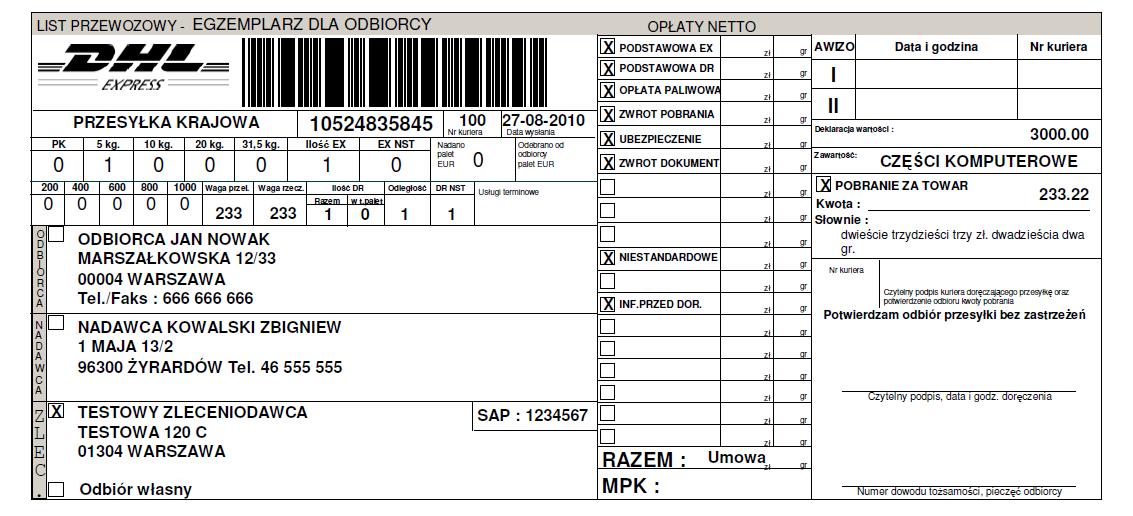 LIST PRZEWOZOWY - EGZEMPLARZ DLA ODBIORCY
OPŁATY NETTO
DHL
EXPRESS
PRZESYŁKA KRAJOWA
10524835845
100
Nr kuriera
27-08-2010
Data wysłania
PK 5 kg. 10 kg. 20 kg. 31,5 kg. Ilość EX EX NST
0 1 0 0 0 1 0
Nadano palet EUR 0
Odebrano od odbiorcy palet EUR
200 400 600 800 1000 Waga przeł. Waga rzecz. Ilość DR Odległość DR NST
Razem w t.palet
0 0 0 0 0 233 233 1 0 1 1
Usługi terminowe
ODBIORCA
ODBIORCA JAN NOWAK
MARSZAŁKOWSKA 12/33
00004 WARSZAWA
Tel./Faks : 666 666 666
NADAWCA
NADAWCA KOWALSKI ZBIGNIEW
1 MAJA 13/2
96300 ŻYRARDÓW Tel. 46 555 555
ZLEC.
X TESTOWY ZLECENIODAWCA
TESTOWA 120 C
01304 WARSZAWA
SAP : 1234567
Odbiór własny
X PODSTAWOWA EX zł gr
X PODSTAWOWA DR zł gr
X OPŁATA PALIWOWA zł gr
X ZWROT POBRANIA zł gr
X UBEZPIECZENIE zł gr
X ZWROT DOKUMENT zł gr
zł gr
zł gr
zł gr
X NIESTANDARDOWE zł gr
zł gr
X INF.PRZED DOR. zł gr
zł gr
zł gr
zł gr
zł gr
zł gr
zł gr
RAZEM : Umowa zł gr
MPK :
AWIZO Data i godzina Nr kuriera
I
II
Deklaracja wartości : 3000.00
Zawartość: CZĘŚCI KOMPUTEROWE
X POBRANIE ZA TOWAR
Kwota : 233.22
Słownie :
dwieście trzydzieści trzy zł. dwadzieścia dwa
gr.
Nr kuriera
Czytelny podpis kuriera doręczającego przesyłkę oraz
potwierdzenie odbioru kwoty pobrania
Potwierdzam odbiór przesyłki bez zastrzeżeń
Czytelny podpis, data i godz. doręczenia
Numer dowodu tożsamości, pieczęć odbiorcy